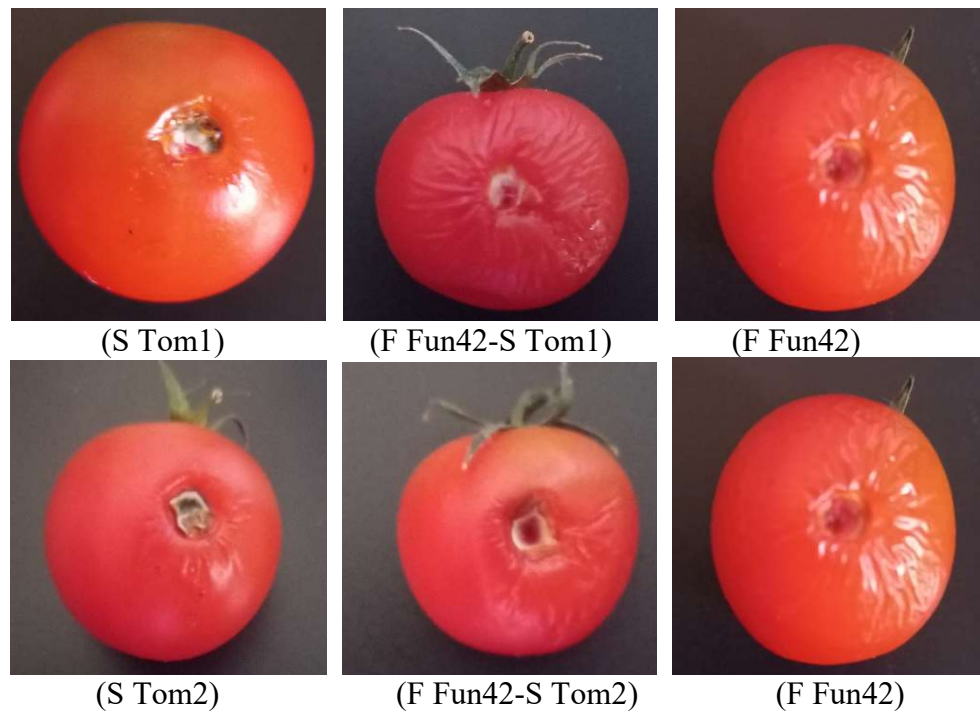 (S Tom1) (F Fun42-S Tom1) (F Fun42)
(S Tom2) (F Fun42-S Tom2) (F Fun42)